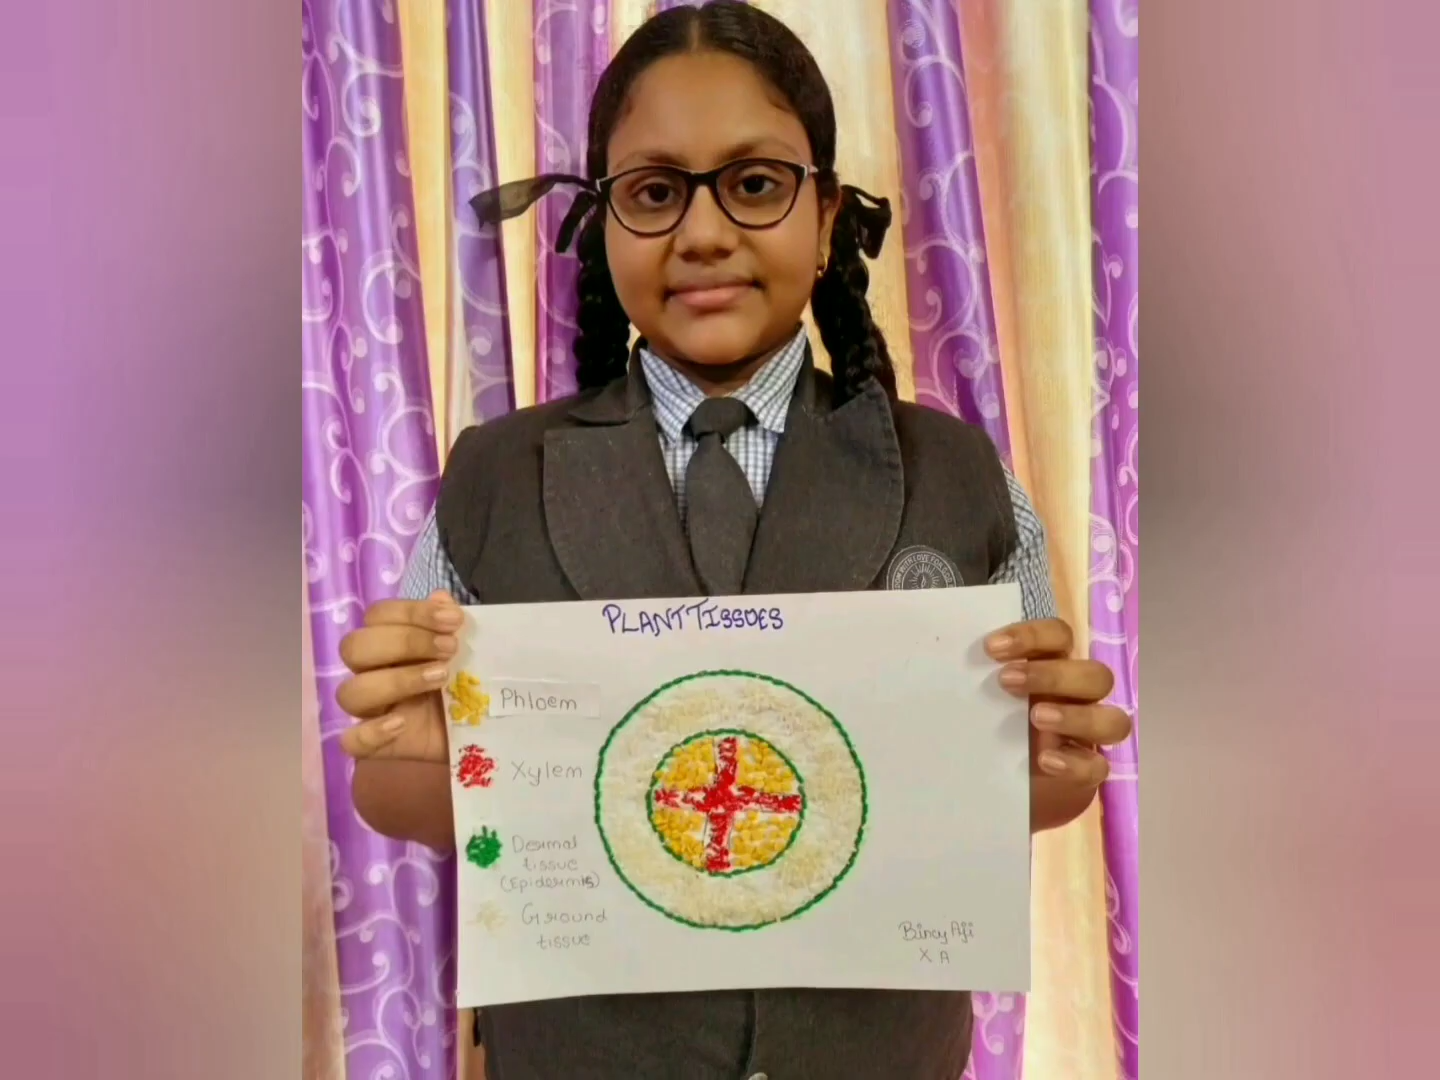 PLANT TISSUES
Phloem
Xylem
Dermal
tissue
(Epidermis)
Ground
tissue
Bincy Aji
X A